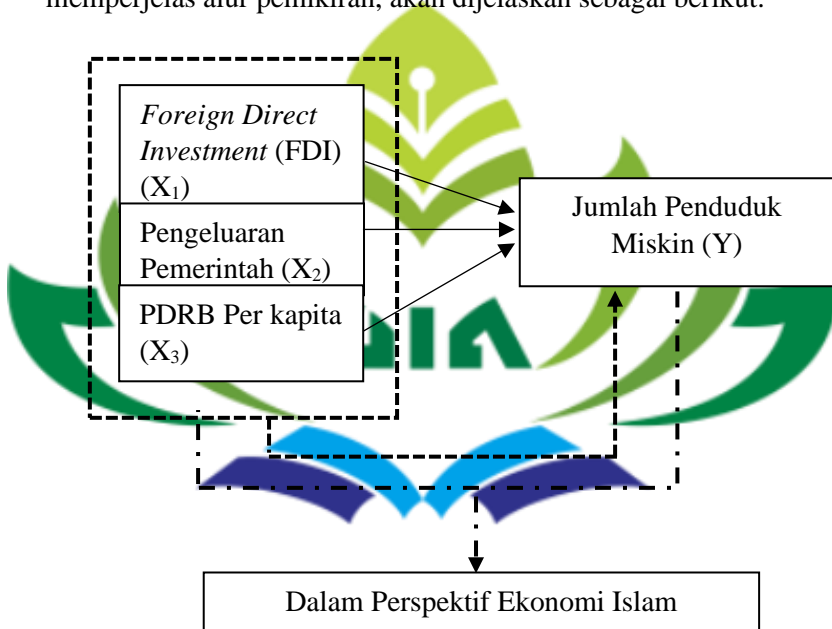 memperjelas alur pemikiran, akan dijelaskan sebagai berikut:
Foreign Direct
Investment (FDI)
(X₁)
Pengeluaran
Pemerintah (X₂)
PDRB Per kapita
(X₃)
Jumlah Penduduk
Miskin (Y)
Dalam Perspektif Ekonomi Islam